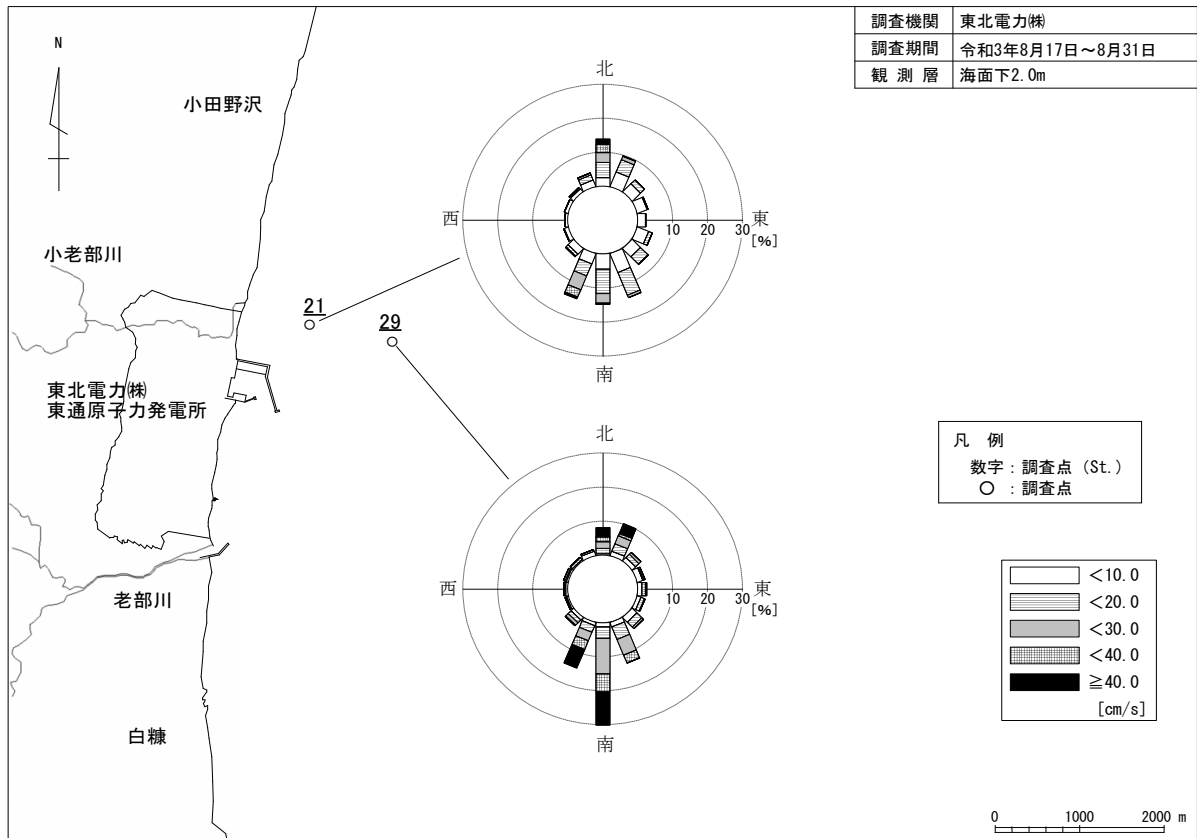 調査機関 東北電力㈱
調査期間 令和3年8月17日～8月31日
観測層 海面下2.0m
N
小田野沢
小老部川
21
29
東北電力㈱
東通原子力発電所
老部川
白糠
北
西
東
10 20 30
[%]
南
北
西
東
10 20 30
[%]
南
凡 例
数字：調査点 (St.)
○ ：調査点
<10.0
<20.0
<30.0
<40.0
≧40.0
[cm/s]
0 1000 2000 m